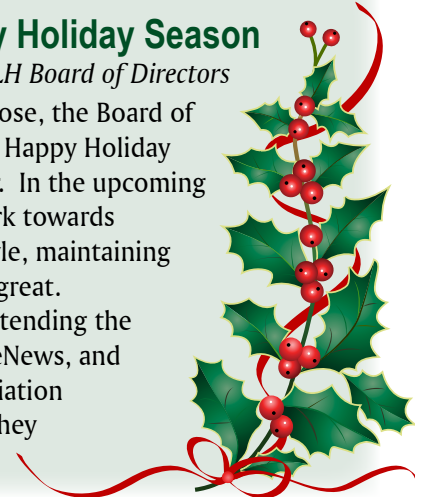 y Holiday Season
LH Board of Directors
ose, the Board of
Happy Holiday
. In the upcoming
rk towards
le, maintaining
great.
tending the
eNews, and
iation
hey